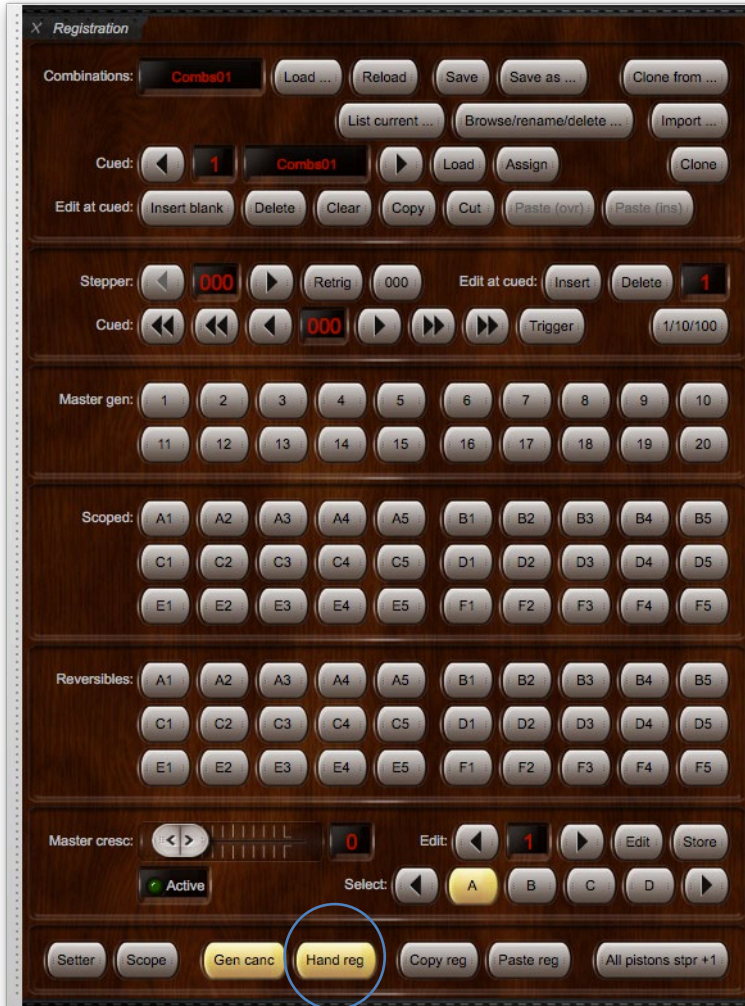 X Registration
Combinations: Combs01 Load ... Reload Save Save as ... Clone from ...
List current ... Browse/rename/delete ... Import ...
Cued: 1 Combs01 Load Assign Clone
Edit at cued: Insert blank Delete Clear Copy Cut Paste (ovr) Paste (ins)
Stepper: 000 Retrig 000 Edit at cued: Insert Delete 1
Cued: 000 Trigger 1/10/100
Master gen: 1 2 3 4 5 6 7 8 9 10
11 12 13 14 15 16 17 18 19 20
Scoped: A1 A2 A3 A4 A5 B1 B2 B3 B4 B5
C1 C2 C3 C4 C5 D1 D2 D3 D4 D5
E1 E2 E3 E4 E5 F1 F2 F3 F4 F5
Reversibles: A1 A2 A3 A4 A5 B1 B2 B3 B4 B5
C1 C2 C3 C4 C5 D1 D2 D3 D4 D5
E1 E2 E3 E4 E5 F1 F2 F3 F4 F5
Master cresc: < > 0 Edit: 1 Edit Store
Active Select: A B C D
Setter Scope Gen canc Hand reg Copy reg Paste reg All pistons stpr +1